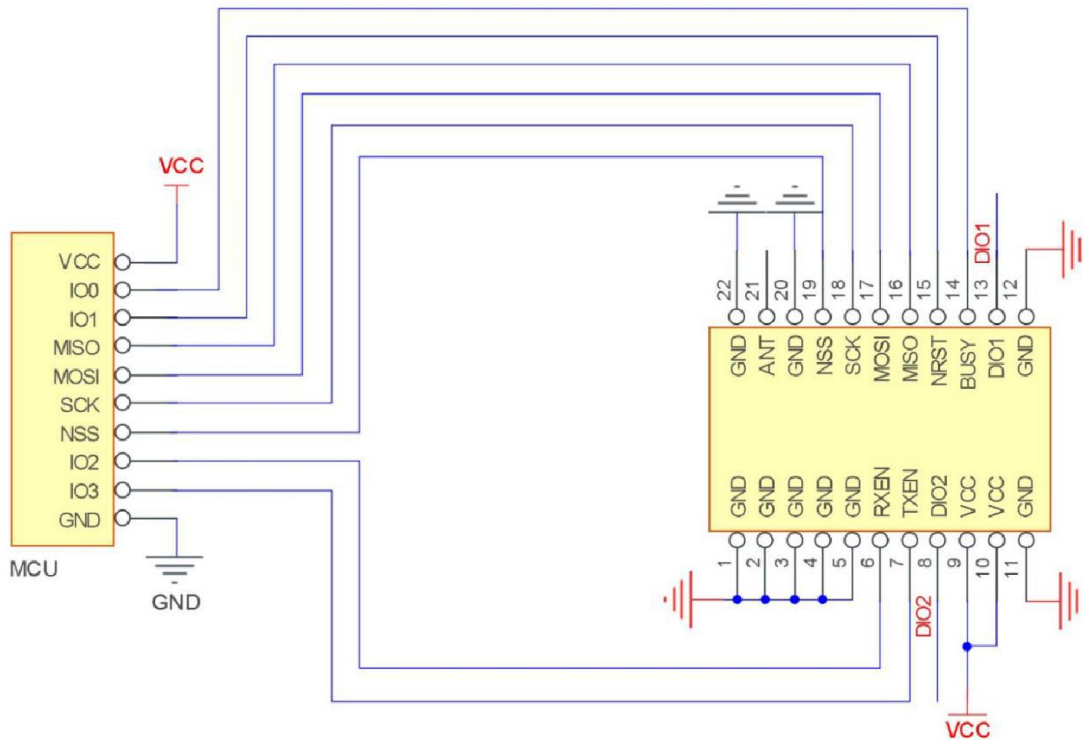 VCC
VCC
IO0
IO1
MISO
MOSI
SCK
NSS
IO2
IO3
GND
MCU
GND
DIO1
22 21 20 19 18 17 16 15 14 13 12
GND ANT GND NSS SCK MOSI MISO NRST BUSY DIO1 GND
GND GND GND GND GND RXEN TXEN DIO2 VCC VCC GND
1 2 3 4 5 6 7 8 9 10 11
DIO2
VCC